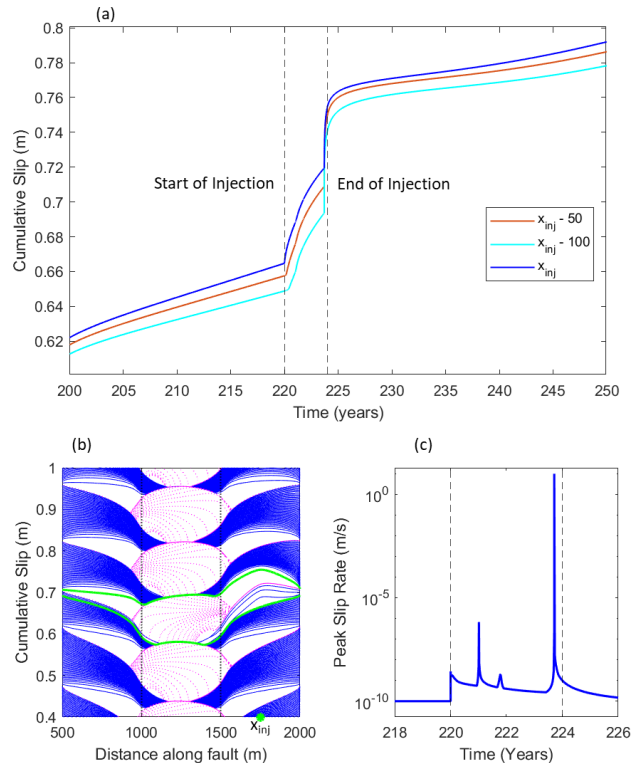 (a)
0.8
0.78
0.76
0.74
0.72
0.7
0.68
0.66
0.64
0.62
Cumulative Slip (m)
Start of Injection
End of Injection
x_inj - 50
x_inj - 100
x_inj
200 205 210 215 220 225 230 235 240 245 250
Time (years)
(b)
1
0.9
0.8
0.7
0.6
0.5
0.4
Cumulative Slip (m)
500 1000 1500 2000
x_inj
Distance along fault (m)
(c)
10^0
10^-5
10^-10
Peak Slip Rate (m/s)
218 220 222 224 226
Time (Years)